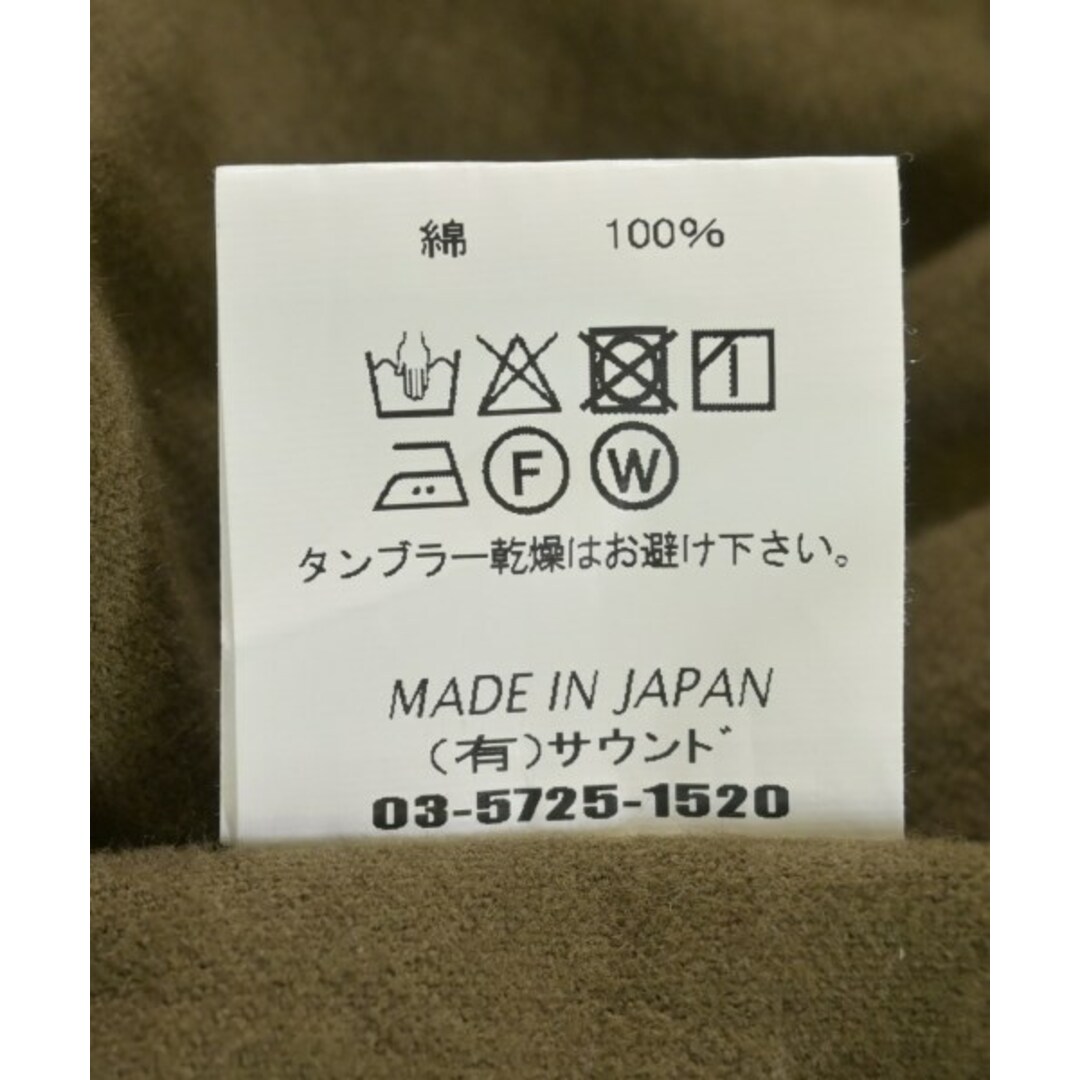 綿 100%
F W
タンブラー乾燥はお避け下さい。
MADE IN JAPAN
(有)サウンド
03-5725-1520